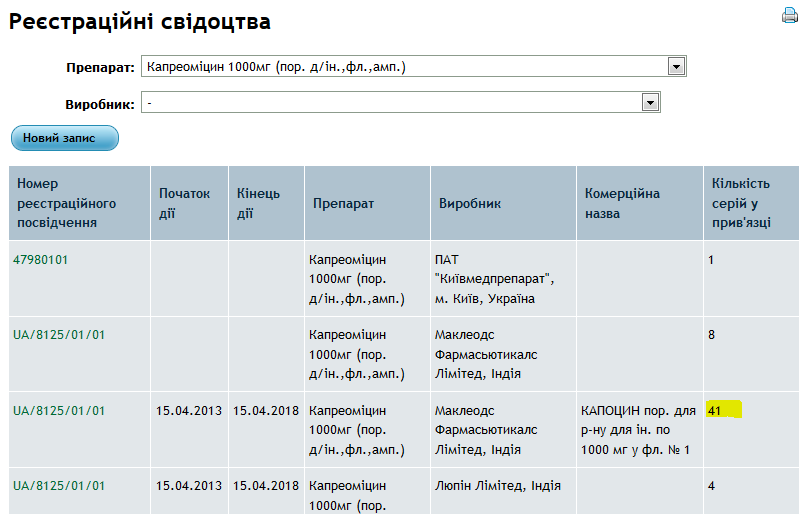 Реєстраційні свідоцтва
Препарат: Капреоміцин 1000мг (пор. д/ін.,фл.,амп.)
Виробник: -
Новий запис
Номер реєстраційного посвідчення Початок дії Кінець дії Препарат Виробник Комерційна назва Кількість серій у прив'язці
47980101 Капреоміцин 1000мг (пор. д/ін.,фл.,амп.) ПАТ "Київмедпрепарат", м. Київ, Україна 1
UA/8125/01/01 Капреоміцин 1000мг (пор. д/ін.,фл.,амп.) Маклеодс Фармасьютикалс Лімітед, Індія 8
UA/8125/01/01 15.04.2013 15.04.2018 Капреоміцин 1000мг (пор. д/ін.,фл.,амп.) Маклеодс Фармасьютикалс Лімітед, Індія КАПОЦИН пор. для р-ну для ін. по 1000 мг у фл. № 1 41
UA/8125/01/01 15.04.2013 15.04.2018 Капреоміцин 1000мг (пор. Люпін Лімітед, Індія 4